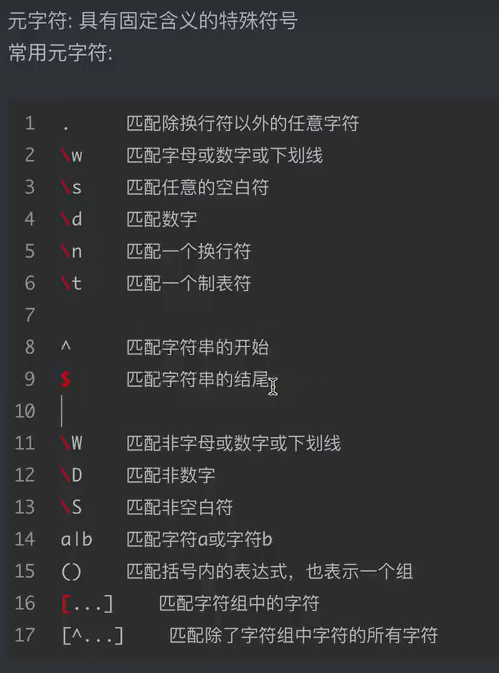 元字符: 具有固定含义的特殊符号
常用元字符:
1 . 匹配除换行符以外的任意字符
2 \w 匹配字母或数字或下划线
3 \s 匹配任意的空白符
4 \d 匹配数字
5 \n 匹配一个换行符
6 \t 匹配一个制表符
7
8 ^ 匹配字符串的开始
9 $ 匹配字符串的结尾
10
11 \W 匹配非字母或数字或下划线
12 \D 匹配非数字
13 \S 匹配非空白符
14 a|b 匹配字符a或字符b
15 () 匹配括号内的表达式，也表示一个组
16 [...] 匹配字符组中的字符
17 [^...] 匹配除了字符组中字符的所有字符